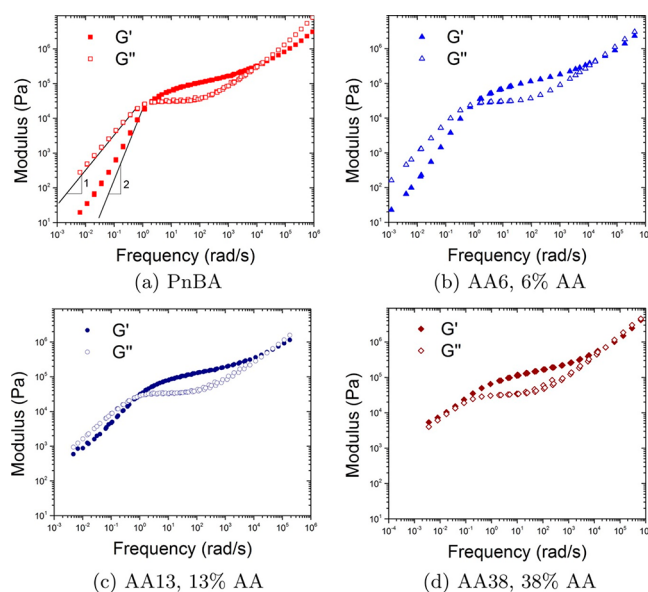 G'
G''
Modulus (Pa)
10⁶
10⁵
10⁴
10³
10²
10¹
1
2
10⁻³ 10⁻² 10⁻¹ 10⁰ 10¹ 10² 10³ 10⁴ 10⁵ 10⁶
Frequency (rad/s)
(a) PnBA
G'
G''
Modulus (Pa)
10⁶
10⁵
10⁴
10³
10²
10¹
10⁻³ 10⁻² 10⁻¹ 10⁰ 10¹ 10² 10³ 10⁴ 10⁵ 10⁶
Frequency (rad/s)
(b) AA6, 6% AA
G'
G''
Modulus (Pa)
10⁶
10⁵
10⁴
10³
10²
10¹
10⁻³ 10⁻² 10⁻¹ 10⁰ 10¹ 10² 10³ 10⁴ 10⁵ 10⁶
Frequency (rad/s)
(c) AA13, 13% AA
G'
G''
Modulus (Pa)
10⁶
10⁵
10⁴
10³
10²
10¹
10⁻⁴ 10⁻³ 10⁻² 10⁻¹ 10⁰ 10¹ 10² 10³ 10⁴ 10⁵ 10⁶
Frequency (rad/s)
(d) AA38, 38% AA